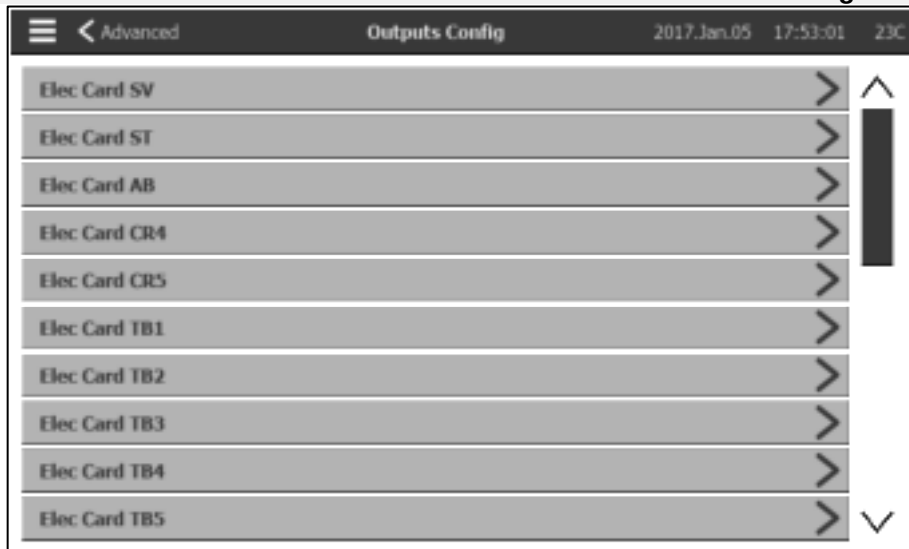 Advanced Outputs Config 2017.Jan.05 17:53:01 23C
Elec Card SV
Elec Card ST
Elec Card AB
Elec Card CR4
Elec Card CR5
Elec Card TB1
Elec Card TB2
Elec Card TB3
Elec Card TB4
Elec Card TB5